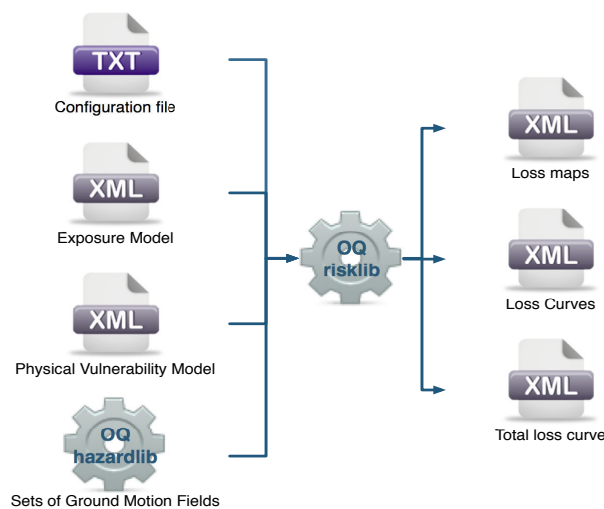 TXT
Configuration file
XML
Exposure Model
XML
Physical Vulnerability Model
OQ
hazardlib
Sets of Ground Motion Fields
OQ
risklib
XML
Loss maps
XML
Loss Curves
XML
Total loss curve